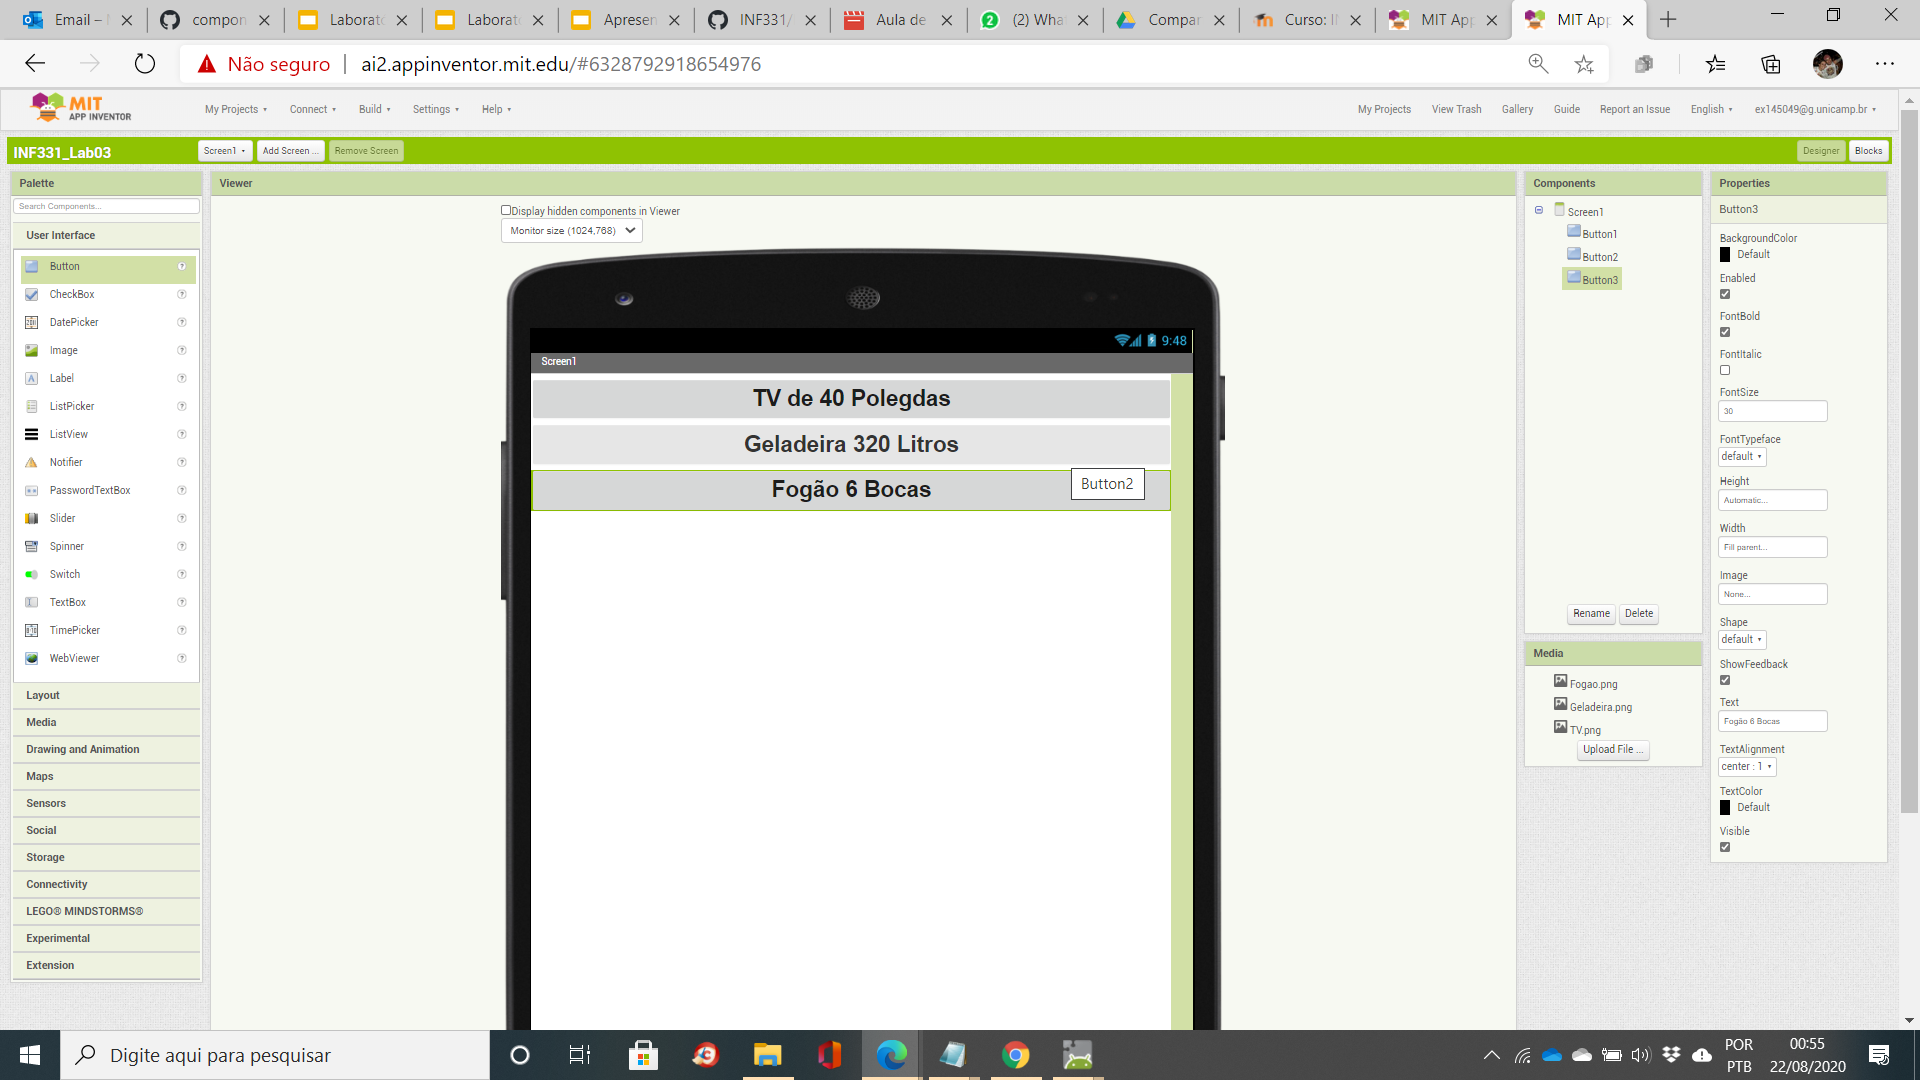 Email –
compon
Laborat
Laborat
Apresen
INF331/
Aula de
(2) Wha
Compar
Curso: I
MIT App
MIT Ap
Não seguro
ai2.appinventor.mit.edu/#6328792918654976
MIT
APP INVENTOR
My Projects
Connect
Build
Settings
Help
My Projects
View Trash
Gallery
Guide
Report an Issue
English
ex145049@g.unicamp.br
INF331_Lab03
Screen1
Add Screen ...
Remove Screen
Designer
Blocks
Palette
Search Components...
User Interface
Button
CheckBox
DatePicker
Image
Label
ListPicker
ListView
Notifier
PasswordTextBox
Slider
Spinner
Switch
TextBox
TimePicker
WebViewer
Layout
Media
Drawing and Animation
Maps
Sensors
Social
Storage
Connectivity
LEGO® MINDSTORMS®
Experimental
Extension
Viewer
Display hidden components in Viewer
Monitor size (1024,768)
9:48
Screen1
TV de 40 Polegdas
Geladeira 320 Litros
Fogão 6 Bocas
Button2
Components
Screen1
Button1
Button2
Button3
Rename
Delete
Media
Fogao.png
Geladeira.png
TV.png
Upload File ...
Properties
Button3
BackgroundColor
Default
Enabled
FontBold
FontItalic
FontSize
30
FontTypeface
default
Height
Automatic...
Width
Fill parent...
Image
None...
Shape
default
ShowFeedback
Text
Fogão 6 Bocas
TextAlignment
center : 1
TextColor
Default
Visible
Digite aqui para pesquisar
POR
PTB
00:55
22/08/2020